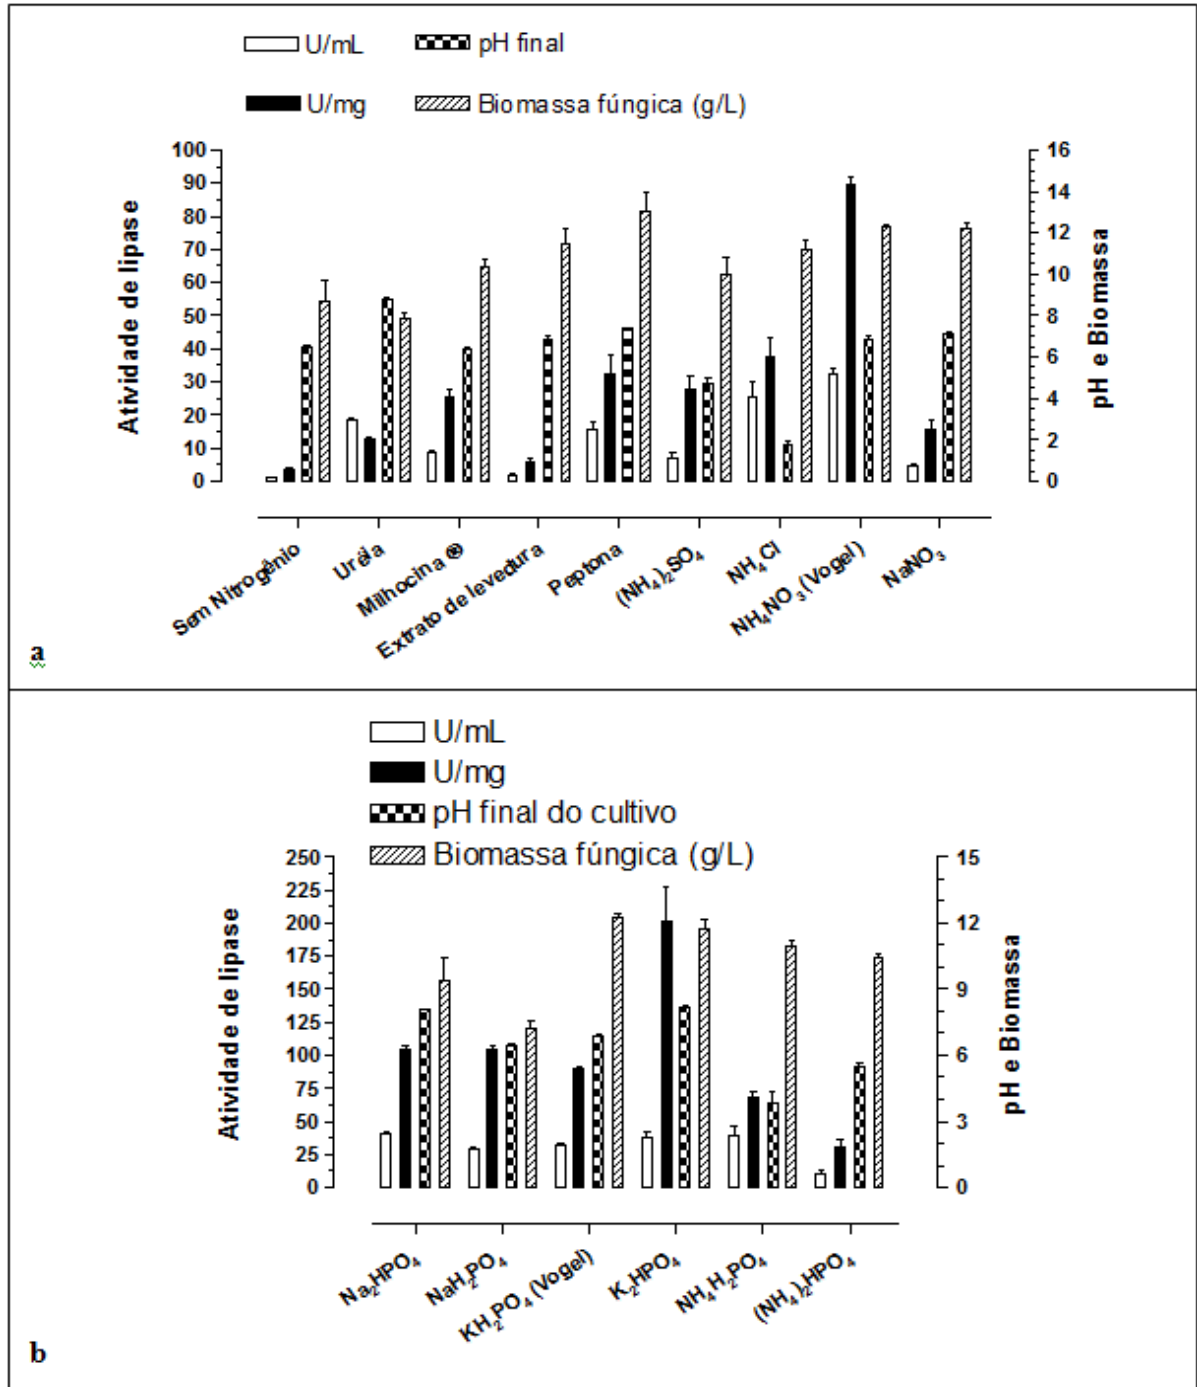 U/mL
pH final
U/mg
Biomassa fúngica (g/L)
Atividade de lipase
100
90
80
70
60
50
40
30
20
10
0
16
14
12
10
8
6
4
2
0
pH e Biomassa
Sem Nitrogênio
Uréia
Milhocina ®
Extrato de levedura
Peptona
(NH₄)₂SO₄
NH₄Cl
NH₄NO₃ (Vogel)
NaNO₃
a
U/mL
U/mg
pH final do cultivo
Biomassa fúngica (g/L)
Atividade de lipase
250
225
200
175
150
125
100
75
50
25
0
15
12
9
6
3
0
pH e Biomassa
Na₂HPO₄
NaH₂PO₄
KH₂PO₄ (Vogel)
K₂HPO₄
NH₄H₂PO₄
(NH₄)₂HPO₄
b